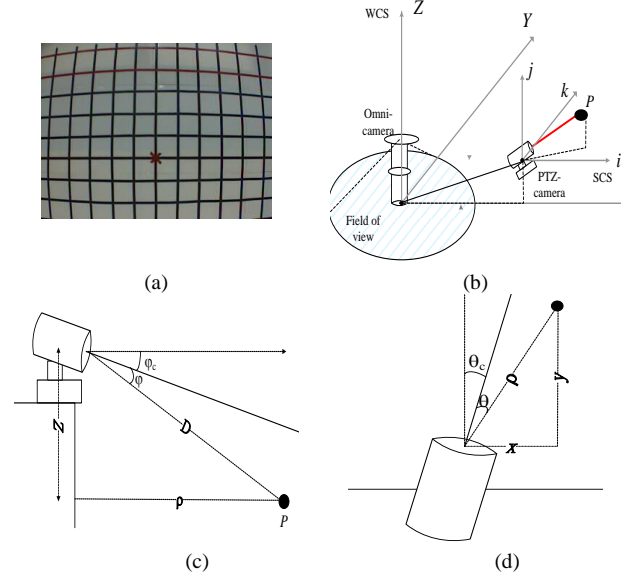 Z
WCS
Y
j
k
P
Omni-
camera
i
PTZ-
camera
SCS
Field of
view
(a)
(b)
φc
φ
Z
D
ρ
P
θc
θ
ρ
y
x
(c)
(d)